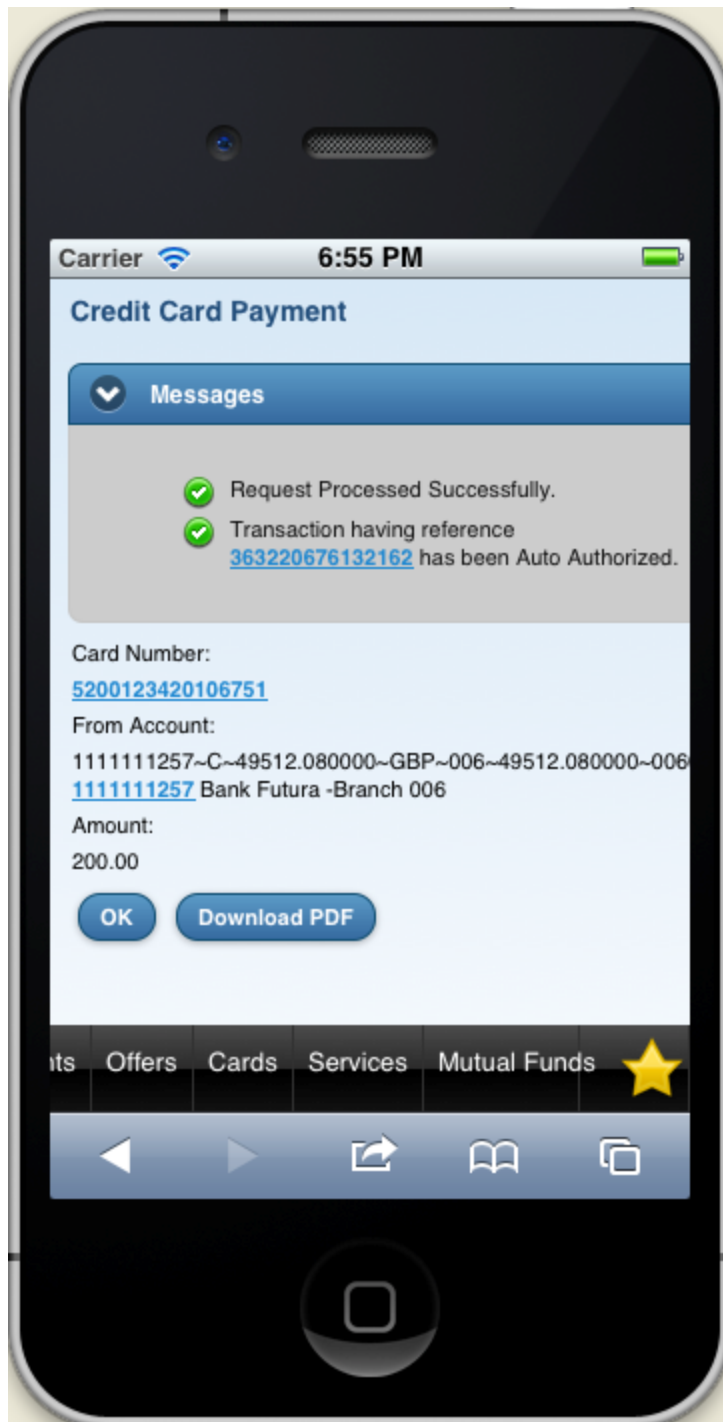 Carrier 6:55 PM
Credit Card Payment
Messages
Request Processed Successfully.
Transaction having reference
363220676132162 has been Auto Authorized.
Card Number:
5200123420106751
From Account:
1111111257~C~49512.080000~GBP~006~49512.080000~006
1111111257 Bank Futura -Branch 006
Amount:
200.00
OK Download PDF
nts Offers Cards Services Mutual Funds